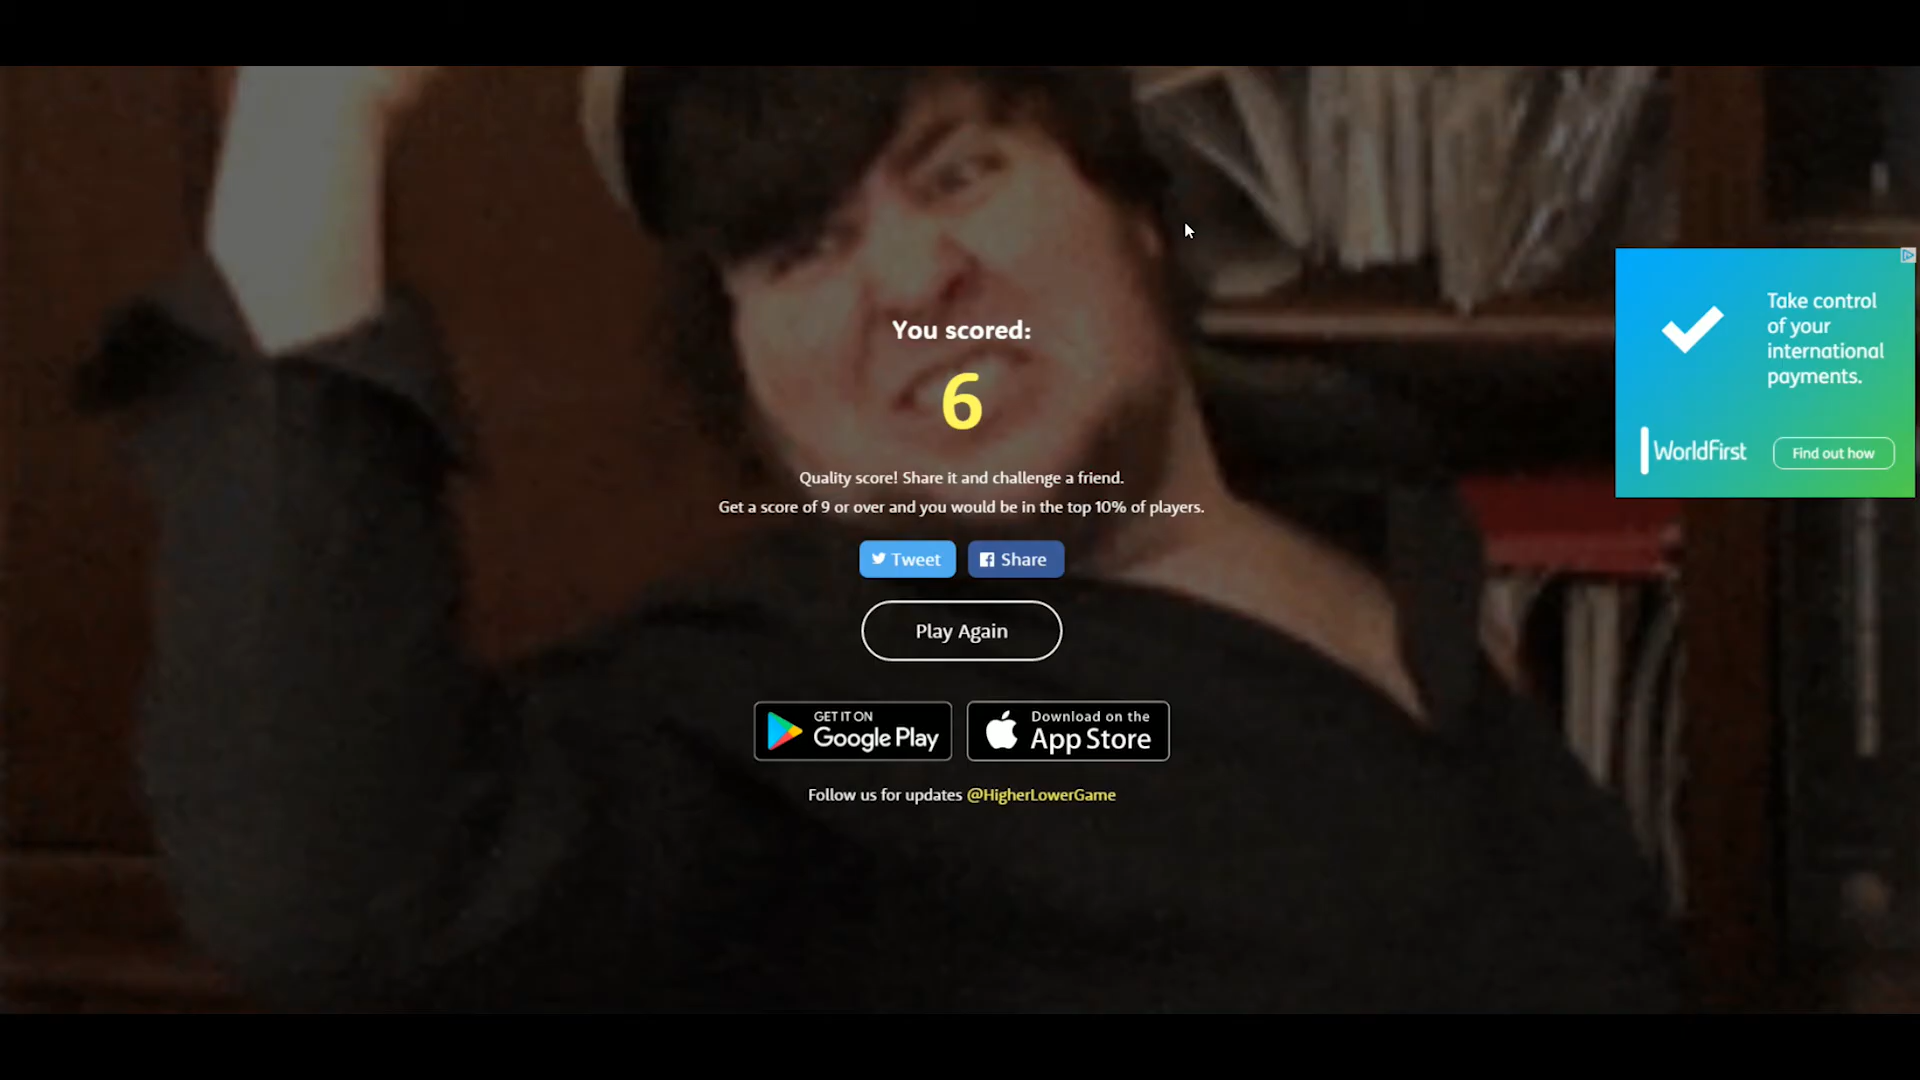 You scored:
6
Quality score! Share it and challenge a friend.
Get a score of 9 or over and you would be in the top 10% of players.
Tweet
Share
Play Again
GET IT ON
Google Play
Download on the
App Store
Follow us for updates @HigherLowerGame
Take control
of your
international
payments.
WorldFirst
Find out how